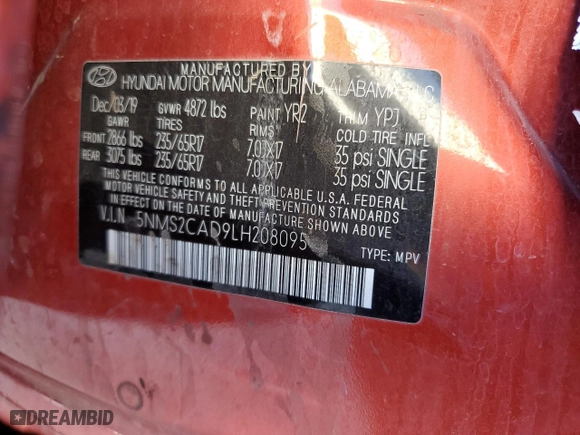 MANUFACTURED BY
HYUNDAI MOTOR MANUFACTURING ALABAMA, LLC
Dec/03/19 GVWR 4872 lbs PAINT YR2 TRIM YPJ
GAWR TIRES RIMS COLD TIRE INFL
FRONT 2866 lbs 235/65R17 7.0JX17 35 psi SINGLE
REAR 3075 lbs 235/65R17 7.0JX17 35 psi SINGLE
THIS VEHICLE CONFORMS TO ALL APPLICABLE U.S.A. FEDERAL
MOTOR VEHICLE SAFETY AND THEFT PREVENTION STANDARDS
IN EFFECT ON THE DATE OF MANUFACTURE SHOWN ABOVE
V.I.N 5NMS2CAD9LH208095
TYPE: MPV
DREAMBID